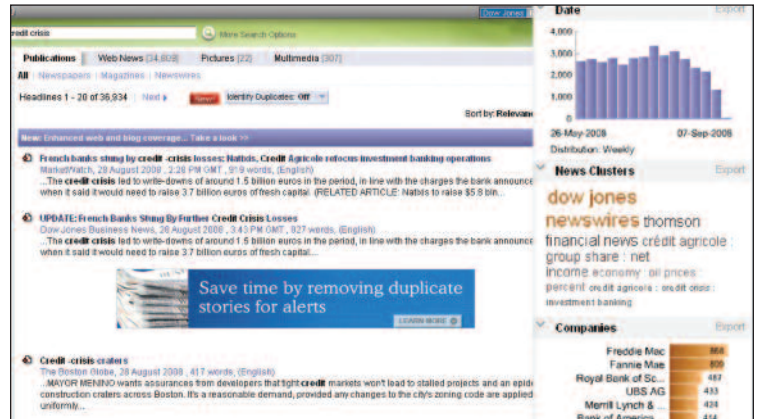 Dow Jones
redit crisis
More Search Options
Publications Web News (34,609) Pictures (22) Multimedia (307)
All Newspapers Magazines Newswires
Headlines 1 - 20 of 36,934 Next
New! Identify Duplicates: Off
Sort by: Relevanc
New: Enhanced web and blog coverage... Take a look >>
French banks stung by credit -crisis losses: Natixis, Credit Agricole refocus investment banking operations
MarketWatch, 28 August 2008 , 2:28 PM GMT , 919 words, (English)
...The credit crisis led to write-downs of around 1.5 billion euros in the period, in line with the charges the bank announce
when it said it would need to raise 3.7 billion euros of fresh capital. (RELATED ARTICLE: Natixis to raise $5.8 bln...
UPDATE: French Banks Stung By Further Credit Crisis Losses
Dow Jones Business News, 28 August 2008 , 3:43 PM GMT , 827 words, (English)
...The credit crisis led to write-downs of around 1.5 billion euros in the period, in line with the charges the bank announce
when it said it would need to raise 3.7 billion euros of fresh capital...
Save time by removing duplicate
stories for alerts
LEARN MORE
Credit -crisis craters
The Boston Globe, 28 August 2008 , 417 words, (English)
...MAYOR MENINO wants assurances from developers that tight credit markets won't lead to stalled projects and an epide
construction craters across Boston. It's a reasonable demand, provided any changes to the city's zoning code are applied
uniformly...
Date Export
4,000
3,000
2,000
1,000
0
26-May-2008 07-Sep-2008
Distribution: Weekly
News Clusters Export
dow jones
newswires thomson
financial news crédit agricole :
group share : net
income economy : oil prices :
percent credit agricole : credit crisis :
investment banking
Companies Export
Freddie Mac 868
Fannie Mae
Royal Bank of Sc... 487
UBS AG 433
Merrill Lynch & ... 424
Bank of America 414